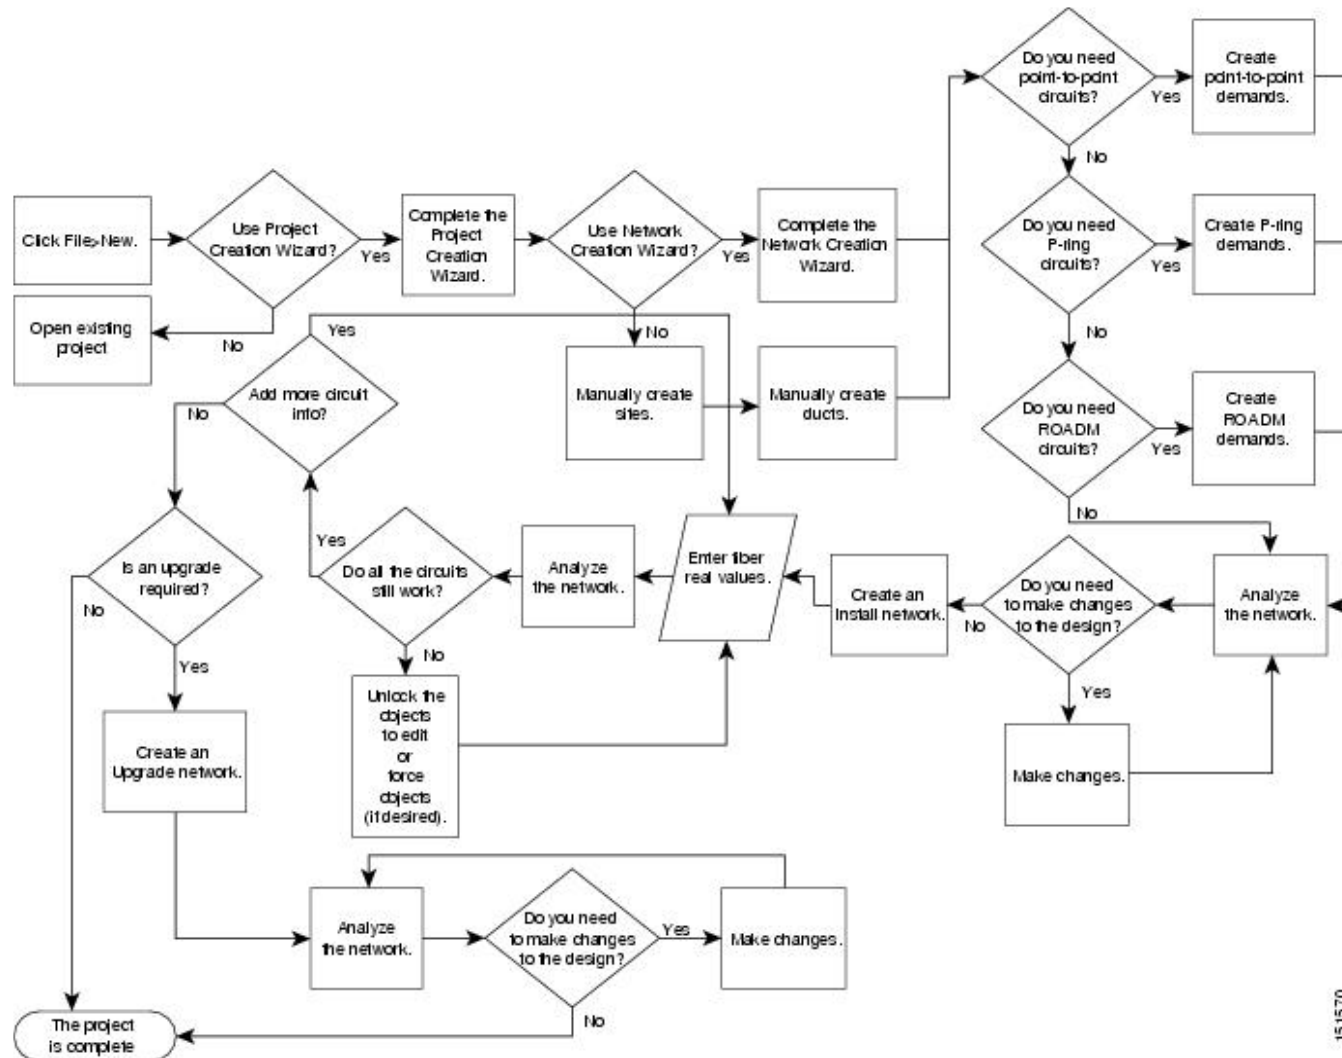 Do you need
point-to-point
circuits?
Yes
Create
point-to-point
demands.
No
Click File>New.
Use Project
Creation Wizard?
Yes
Complete the
Project
Creation
Wizard.
Use Network
Creation Wizard?
Yes
Complete the
Network Creation
Wizard.
Do you need
P-ring
circuits?
Yes
Create P-ring
demands.
No
Open existing
project
No
Yes
No
Add more circuit
info?
No
Manually create
sites.
Manually create
ducts.
Do you need
ROADM
circuits?
Yes
Create
ROADM
demands.
No
Is an upgrade
required?
No
Yes
Yes
Do all the circuits
still work?
No
Analyze
the network.
Enter fiber
real values.
Create an
Install network.
No
Do you need
to make changes
to the design?
Yes
Analyze
the network.
Unlock the
objects
to edit
or
force
objects
(if desired).
Create an
Upgrade network.
Make changes.
Analyze
the network.
Do you need
to make changes
to the design?
Yes
Make changes.
No
The project
is complete
151570